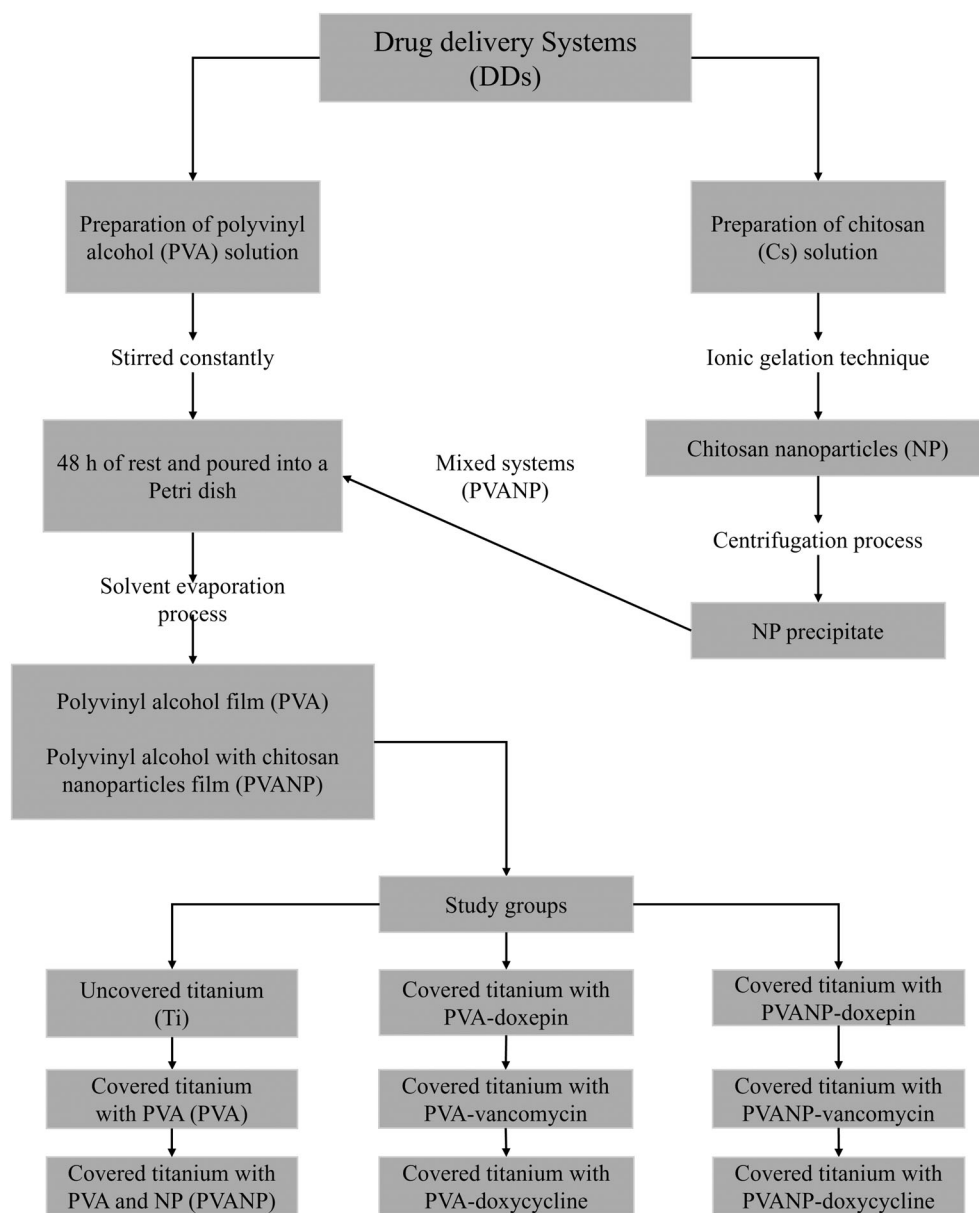 Drug delivery Systems
(DDs)
Preparation of polyvinyl
alcohol (PVA) solution
Preparation of chitosan
(Cs) solution
Stirred constantly
Ionic gelation technique
48 h of rest and poured into a
Petri dish
Mixed systems
(PVANP)
Chitosan nanoparticles (NP)
Centrifugation process
Solvent evaporation
process
NP precipitate
Polyvinyl alcohol film (PVA)
Polyvinyl alcohol with chitosan
nanoparticles film (PVANP)
Study groups
Uncovered titanium
(Ti)
Covered titanium with
PVA-doxepin
Covered titanium with
PVANP-doxepin
Covered titanium
with PVA (PVA)
Covered titanium with
PVA-vancomycin
Covered titanium with
PVANP-vancomycin
Covered titanium with
PVA and NP (PVANP)
Covered titanium with
PVA-doxycycline
Covered titanium with
PVANP-doxycycline